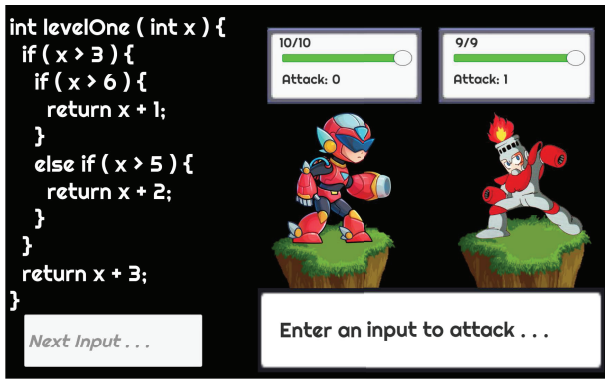 int levelOne ( int x ) {
if ( x > 3 ) {
if ( x > 6 ) {
return x + 1;
}
else if ( x > 5 ) {
return x + 2;
}
}
return x + 3;
}
Next Input . . .
10/10
Attack: 0
9/9
Attack: 1
Enter an input to attack . . .